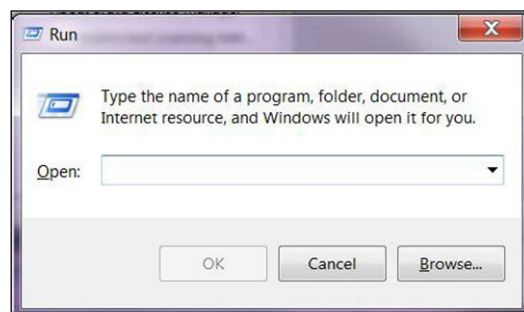 Run
Type the name of a program, folder, document, or
Internet resource, and Windows will open it for you.
Open:
OK
Cancel
Browse...